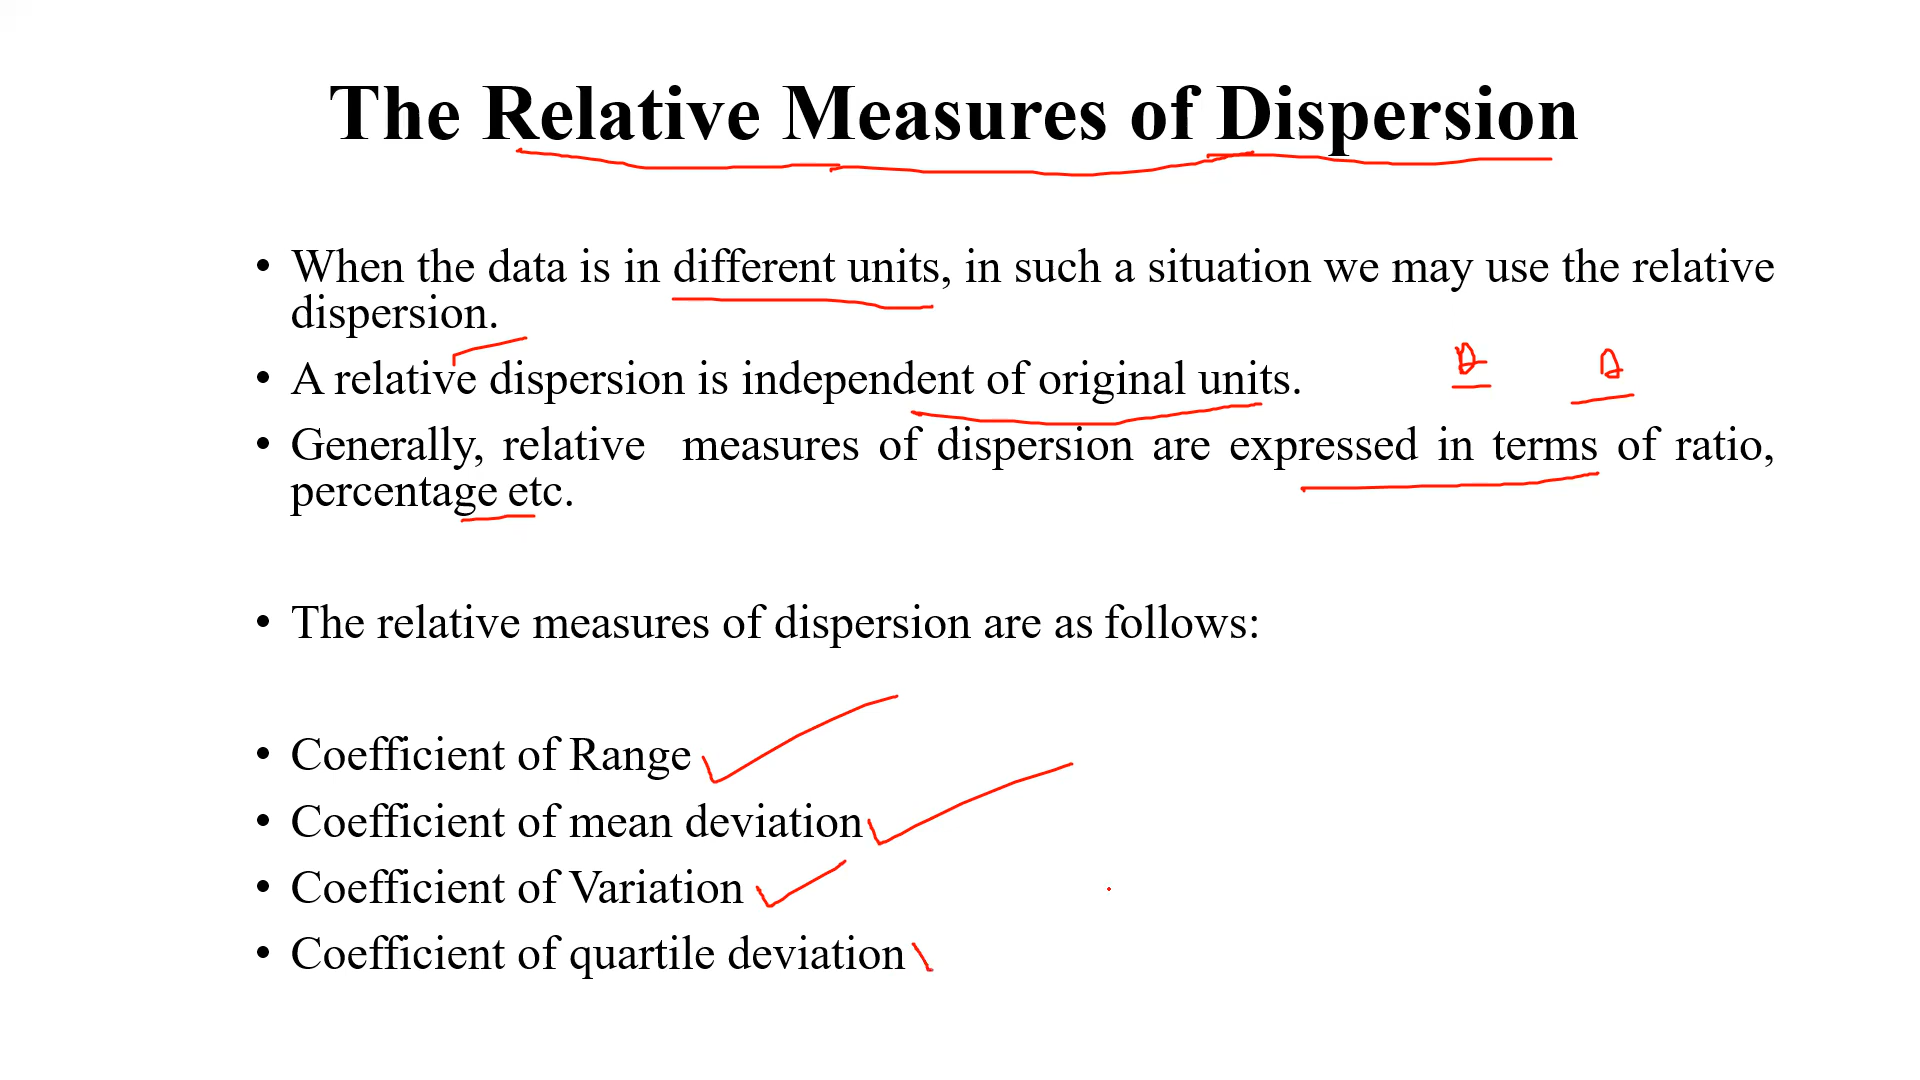 The Relative Measures of Dispersion
• When the data is in different units, in such a situation we may use the relative
dispersion.
• A relative dispersion is independent of original units.
• Generally, relative measures of dispersion are expressed in terms of ratio,
percentage etc.
• The relative measures of dispersion are as follows:
• Coefficient of Range
• Coefficient of mean deviation
• Coefficient of Variation
• Coefficient of quartile deviation